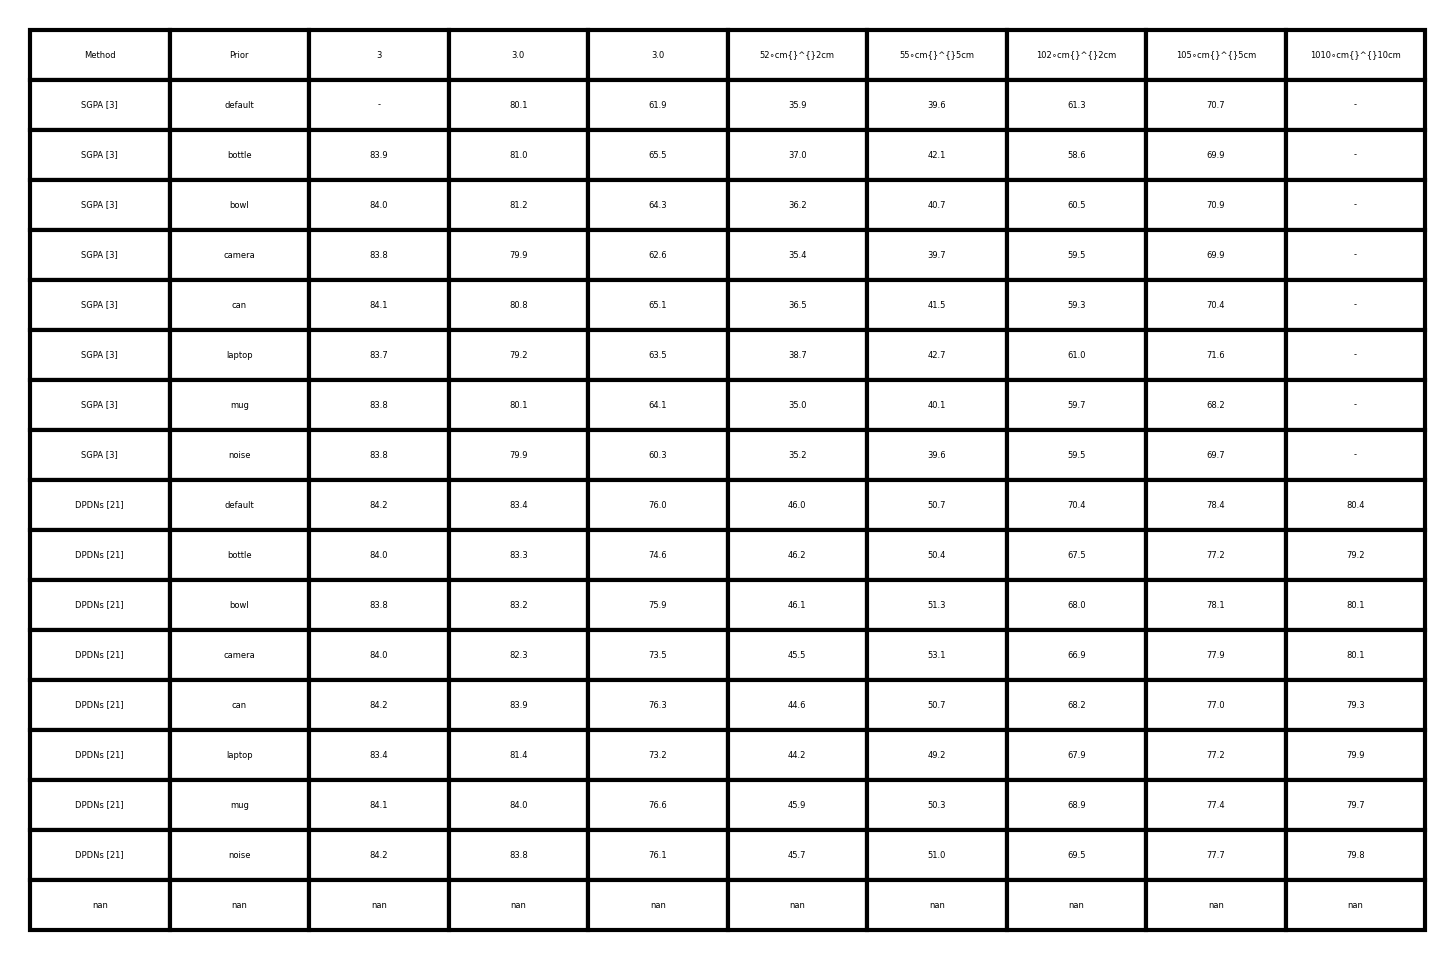 Method Prior 3 3.0 3.0 52∘cm{}^{}2cm 55∘cm{}^{}5cm 102∘cm{}^{}2cm 105∘cm{}^{}5cm 1010∘cm{}^{}10cm
SGPA [3] default - 80.1 61.9 35.9 39.6 61.3 70.7 -
SGPA [3] bottle 83.9 81.0 65.5 37.0 42.1 58.6 69.9 -
SGPA [3] bowl 84.0 81.2 64.3 36.2 40.7 60.5 70.9 -
SGPA [3] camera 83.8 79.9 62.6 35.4 39.7 59.5 69.9 -
SGPA [3] can 84.1 80.8 65.1 36.5 41.5 59.3 70.4 -
SGPA [3] laptop 83.7 79.2 63.5 38.7 42.7 61.0 71.6 -
SGPA [3] mug 83.8 80.1 64.1 35.0 40.1 59.7 68.2 -
SGPA [3] noise 83.8 79.9 60.3 35.2 39.6 59.5 69.7 -
DPDNs [21] default 84.2 83.4 76.0 46.0 50.7 70.4 78.4 80.4
DPDNs [21] bottle 84.0 83.3 74.6 46.2 50.4 67.5 77.2 79.2
DPDNs [21] bowl 83.8 83.2 75.9 46.1 51.3 68.0 78.1 80.1
DPDNs [21] camera 84.0 82.3 73.5 45.5 53.1 66.9 77.9 80.1
DPDNs [21] can 84.2 83.9 76.3 44.6 50.7 68.2 77.0 79.3
DPDNs [21] laptop 83.4 81.4 73.2 44.2 49.2 67.9 77.2 79.9
DPDNs [21] mug 84.1 84.0 76.6 45.9 50.3 68.9 77.4 79.7
DPDNs [21] noise 84.2 83.8 76.1 45.7 51.0 69.5 77.7 79.8
nan nan nan nan nan nan nan nan nan nan